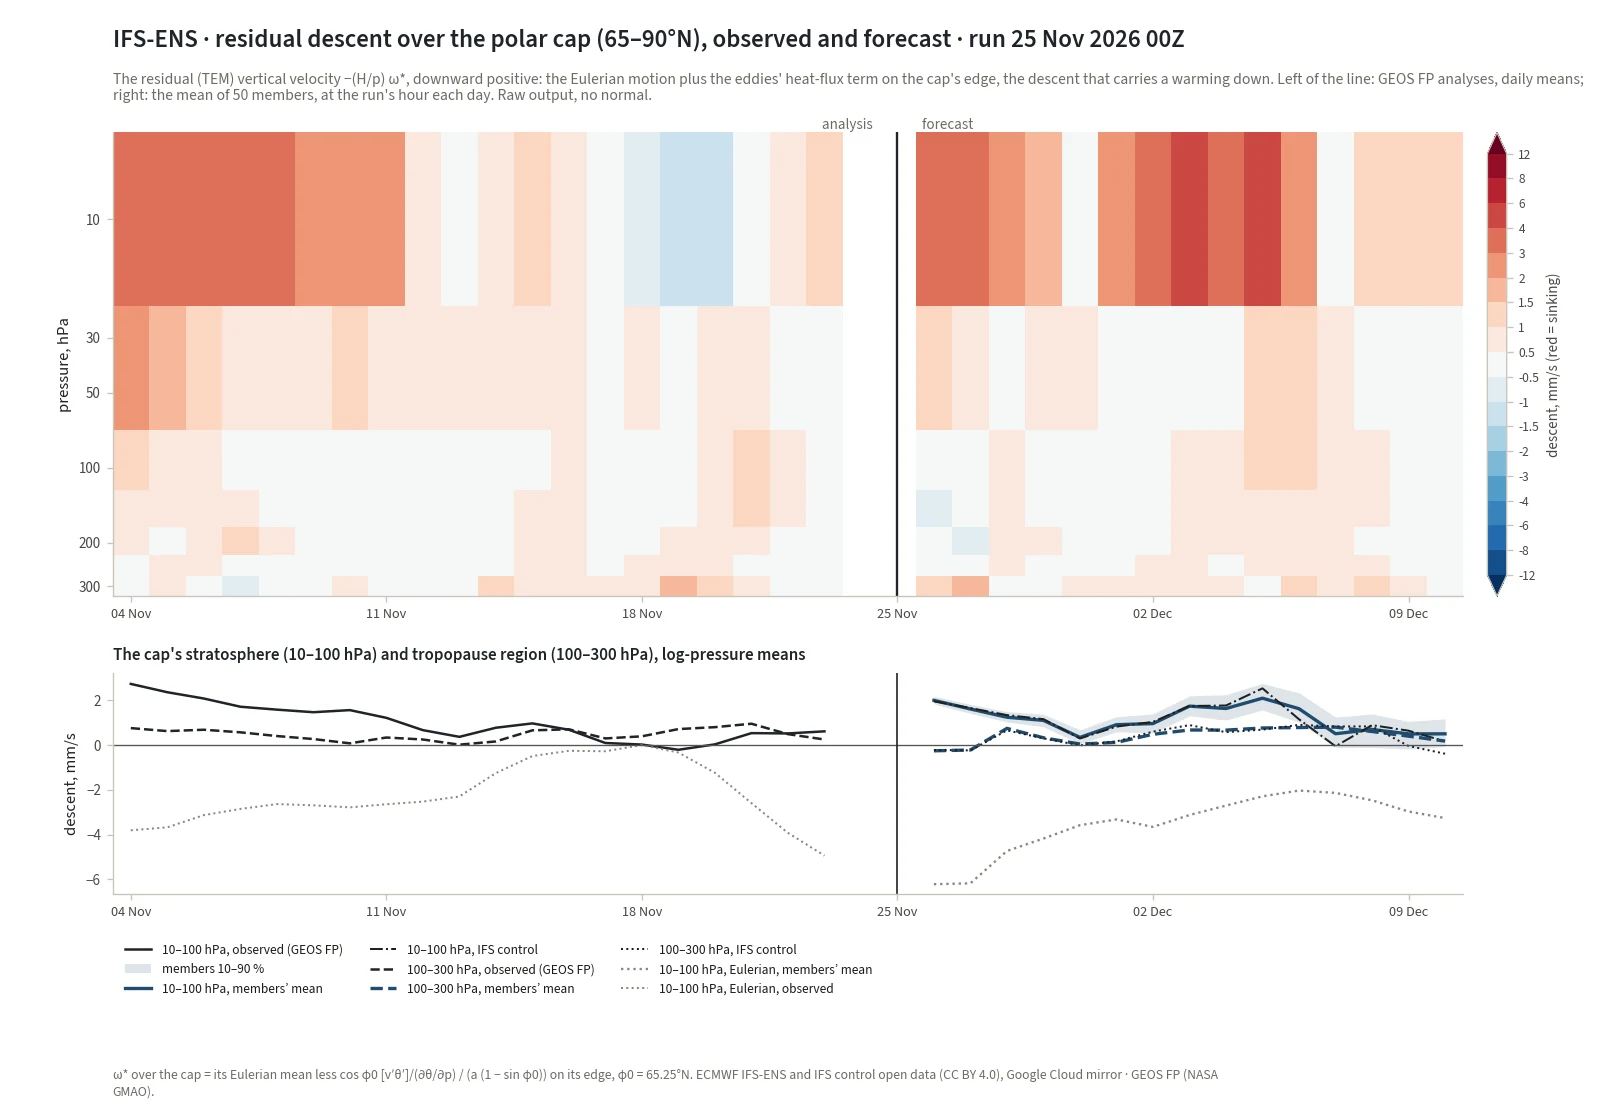 IFS-ENS · residual descent over the polar cap (65–90°N), observed and forecast · run 25 Nov 2026 00Z
The residual (TEM) vertical velocity −(H/p) ω*, downward positive: the Eulerian motion plus the eddies' heat-flux term on the cap's edge, the descent that carries a warming down. Left of the line: GEOS FP analyses, daily means;
right: the mean of 50 members, at the run's hour each day. Raw output, no normal.
analysis
forecast
10
30
50
100
200
300
pressure, hPa
04 Nov
11 Nov
18 Nov
25 Nov
02 Dec
09 Dec
12
8
6
4
3
2
1.5
1
0.5
-0.5
-1
-1.5
-2
-3
-4
-6
-8
-12
descent, mm/s (red = sinking)
The cap's stratosphere (10–100 hPa) and tropopause region (100–300 hPa), log-pressure means
2
0
−2
−4
−6
descent, mm/s
04 Nov
11 Nov
18 Nov
25 Nov
02 Dec
09 Dec
10–100 hPa, observed (GEOS FP)
members 10–90 %
10–100 hPa, members’ mean
10–100 hPa, IFS control
100–300 hPa, observed (GEOS FP)
100–300 hPa, members’ mean
100–300 hPa, IFS control
10–100 hPa, Eulerian, members’ mean
10–100 hPa, Eulerian, observed
ω* over the cap = its Eulerian mean less cos φ0 [v′θ′]/(∂θ/∂p) / (a (1 − sin φ0)) on its edge, φ0 = 65.25°N. ECMWF IFS-ENS and IFS control open data (CC BY 4.0), Google Cloud mirror · GEOS FP (NASA
GMAO).